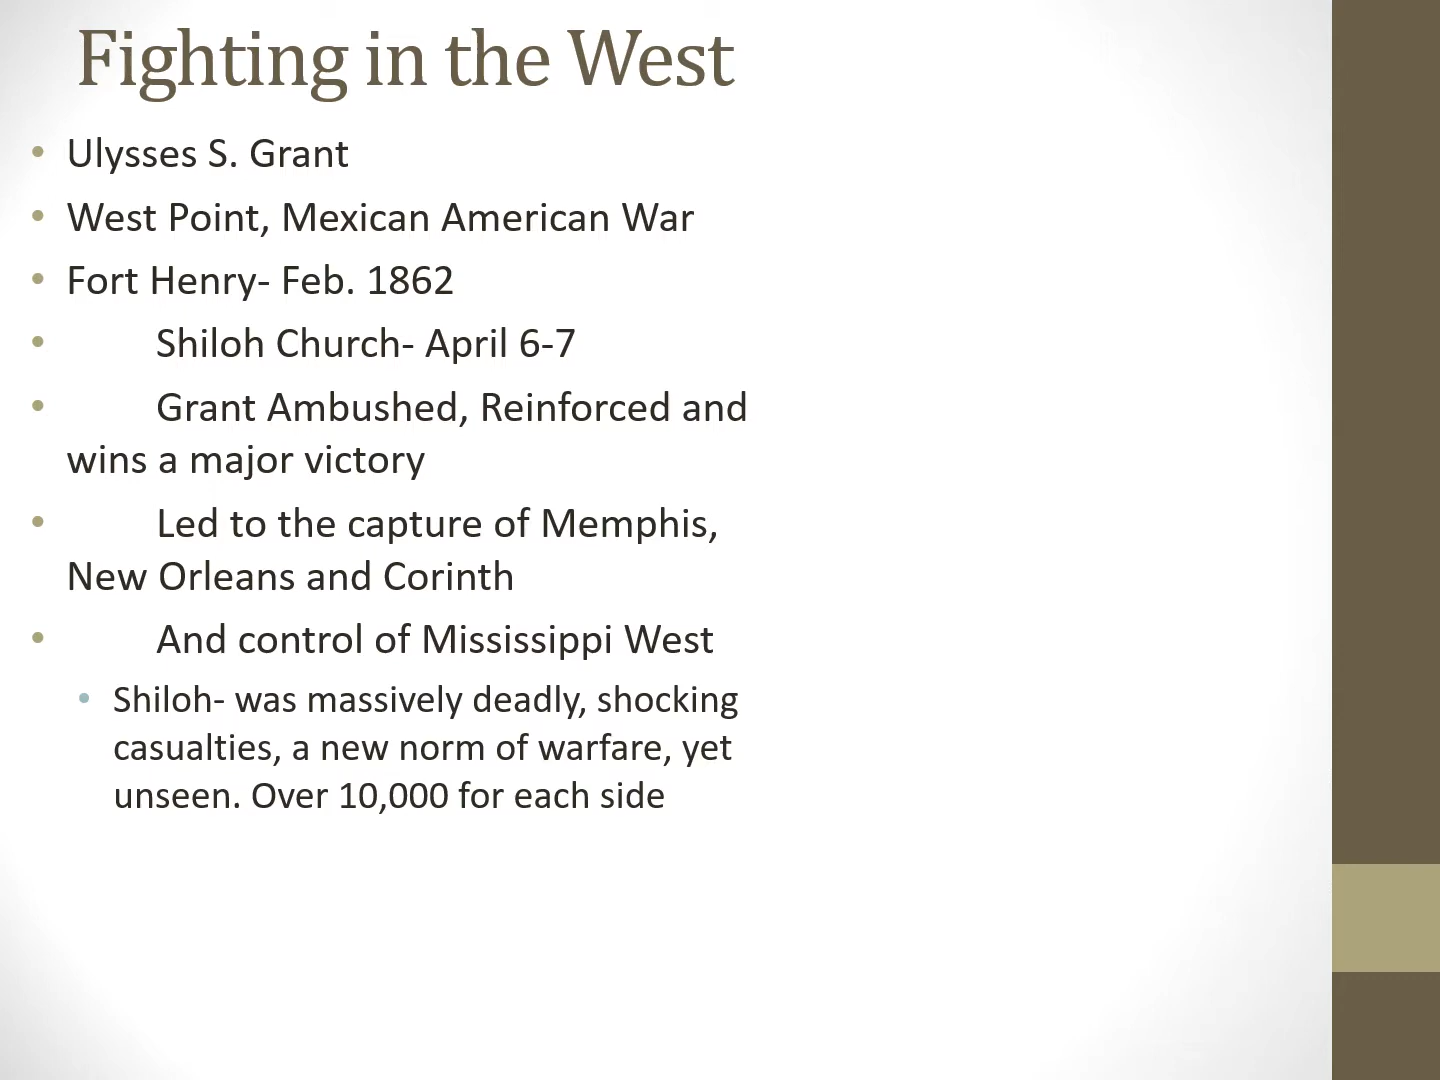 Fighting in the West
• Ulysses S. Grant
• West Point, Mexican American War
• Fort Henry- Feb. 1862
• Shiloh Church- April 6-7
• Grant Ambushed, Reinforced and
wins a major victory
• Led to the capture of Memphis,
New Orleans and Corinth
• And control of Mississippi West
• Shiloh- was massively deadly, shocking
casualties, a new norm of warfare, yet
unseen. Over 10,000 for each side